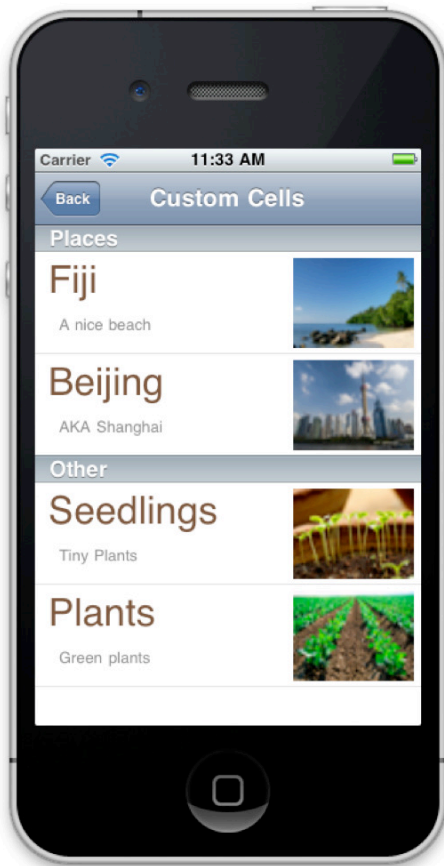 Carrier 11:33 AM
Back Custom Cells
Places
Fiji
A nice beach
Beijing
AKA Shanghai
Other
Seedlings
Tiny Plants
Plants
Green plants